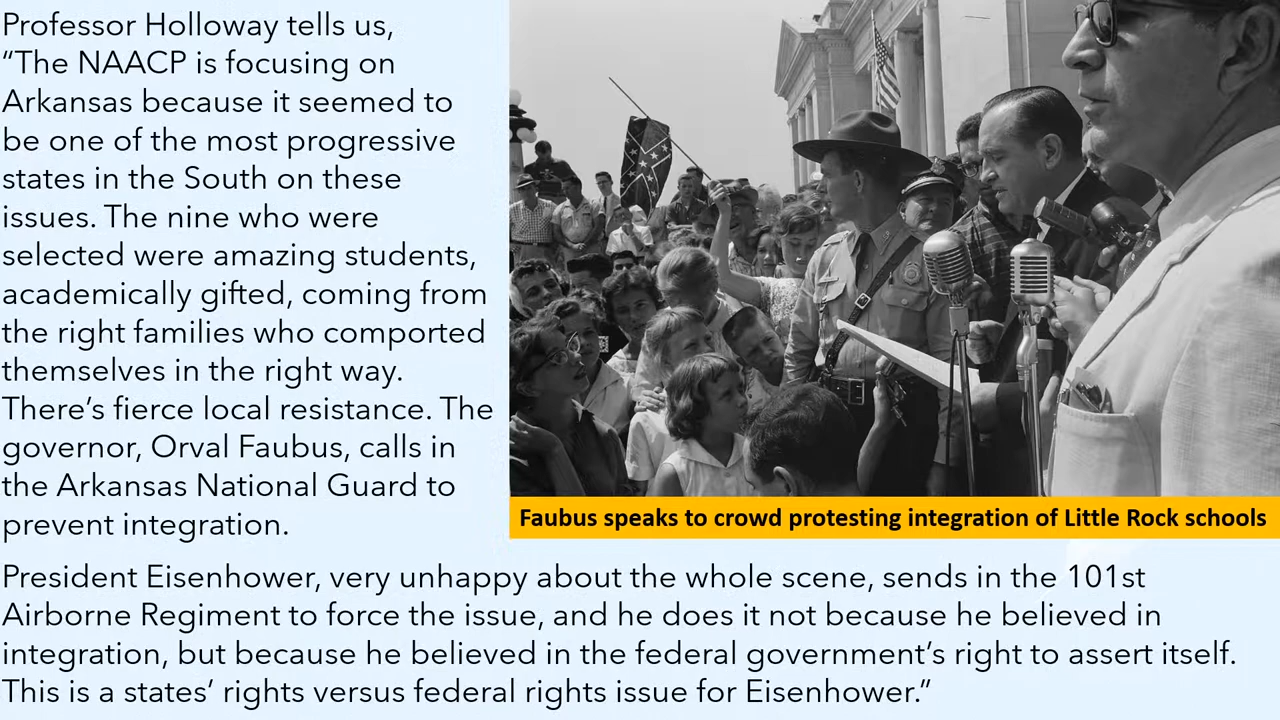 Professor Holloway tells us,
“The NAACP is focusing on
Arkansas because it seemed to
be one of the most progressive
states in the South on these
issues. The nine who were
selected were amazing students,
academically gifted, coming from
the right families who comported
themselves in the right way.
There’s fierce local resistance. The
governor, Orval Faubus, calls in
the Arkansas National Guard to
prevent integration.
Faubus speaks to crowd protesting integration of Little Rock schools
President Eisenhower, very unhappy about the whole scene, sends in the 101st
Airborne Regiment to force the issue, and he does it not because he believed in
integration, but because he believed in the federal government’s right to assert itself.
This is a states’ rights versus federal rights issue for Eisenhower.”